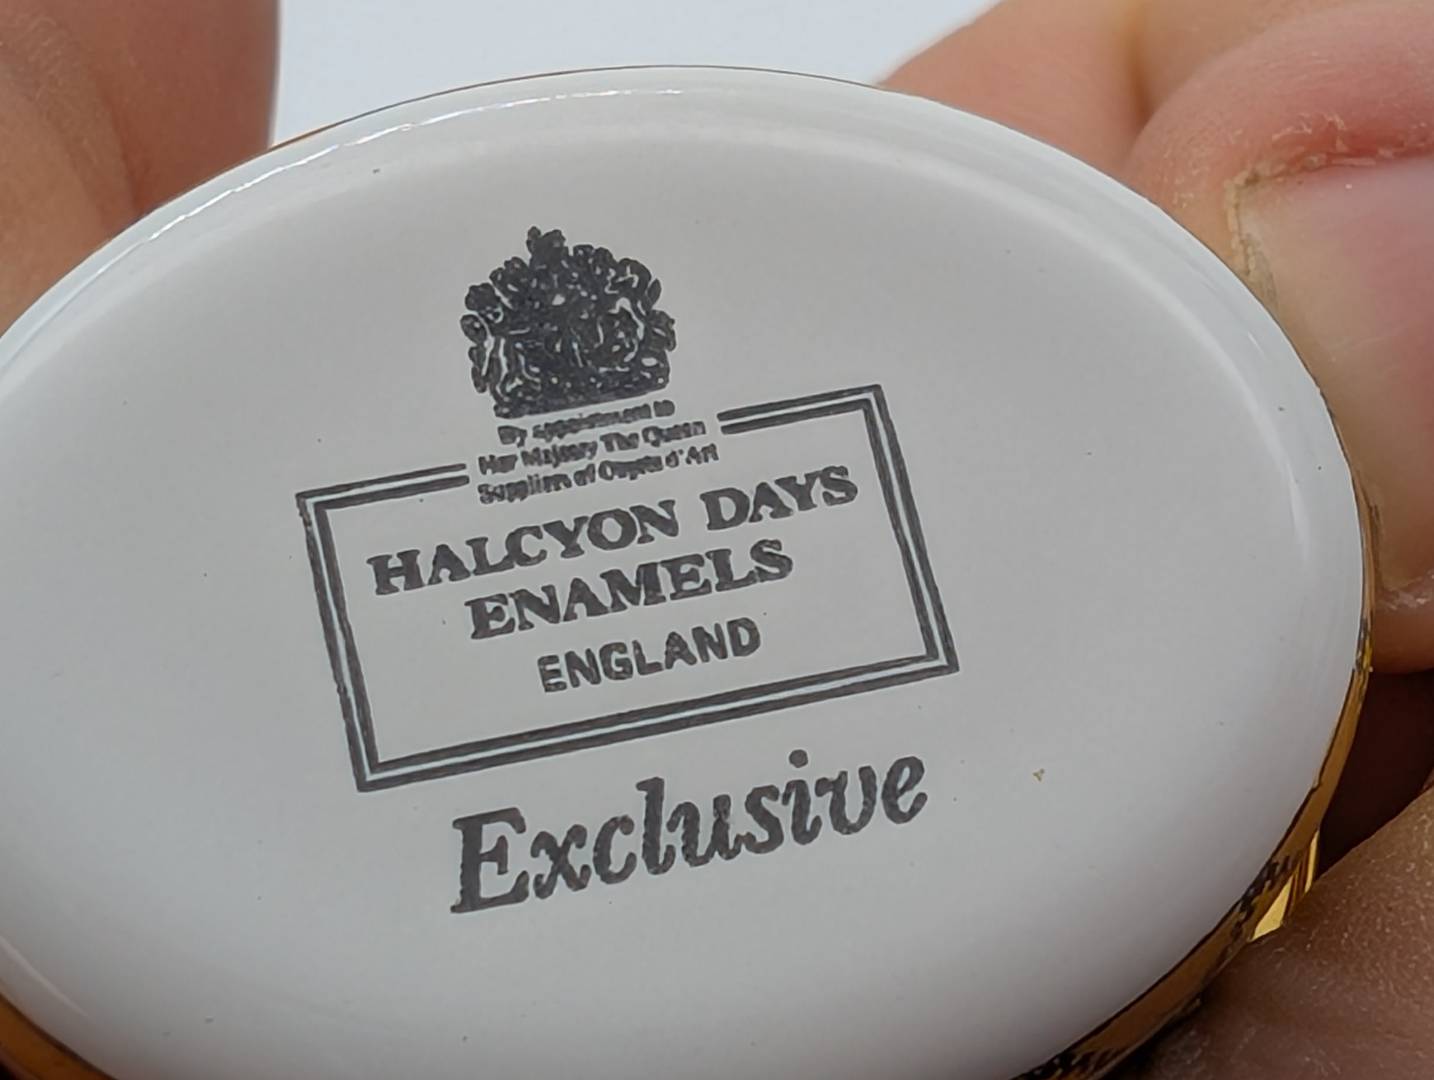 By appointment to
Her Majesty The Queen
Suppliers of Objets d'Art
HALCYON DAYS
ENAMELS
ENGLAND
Exclusive